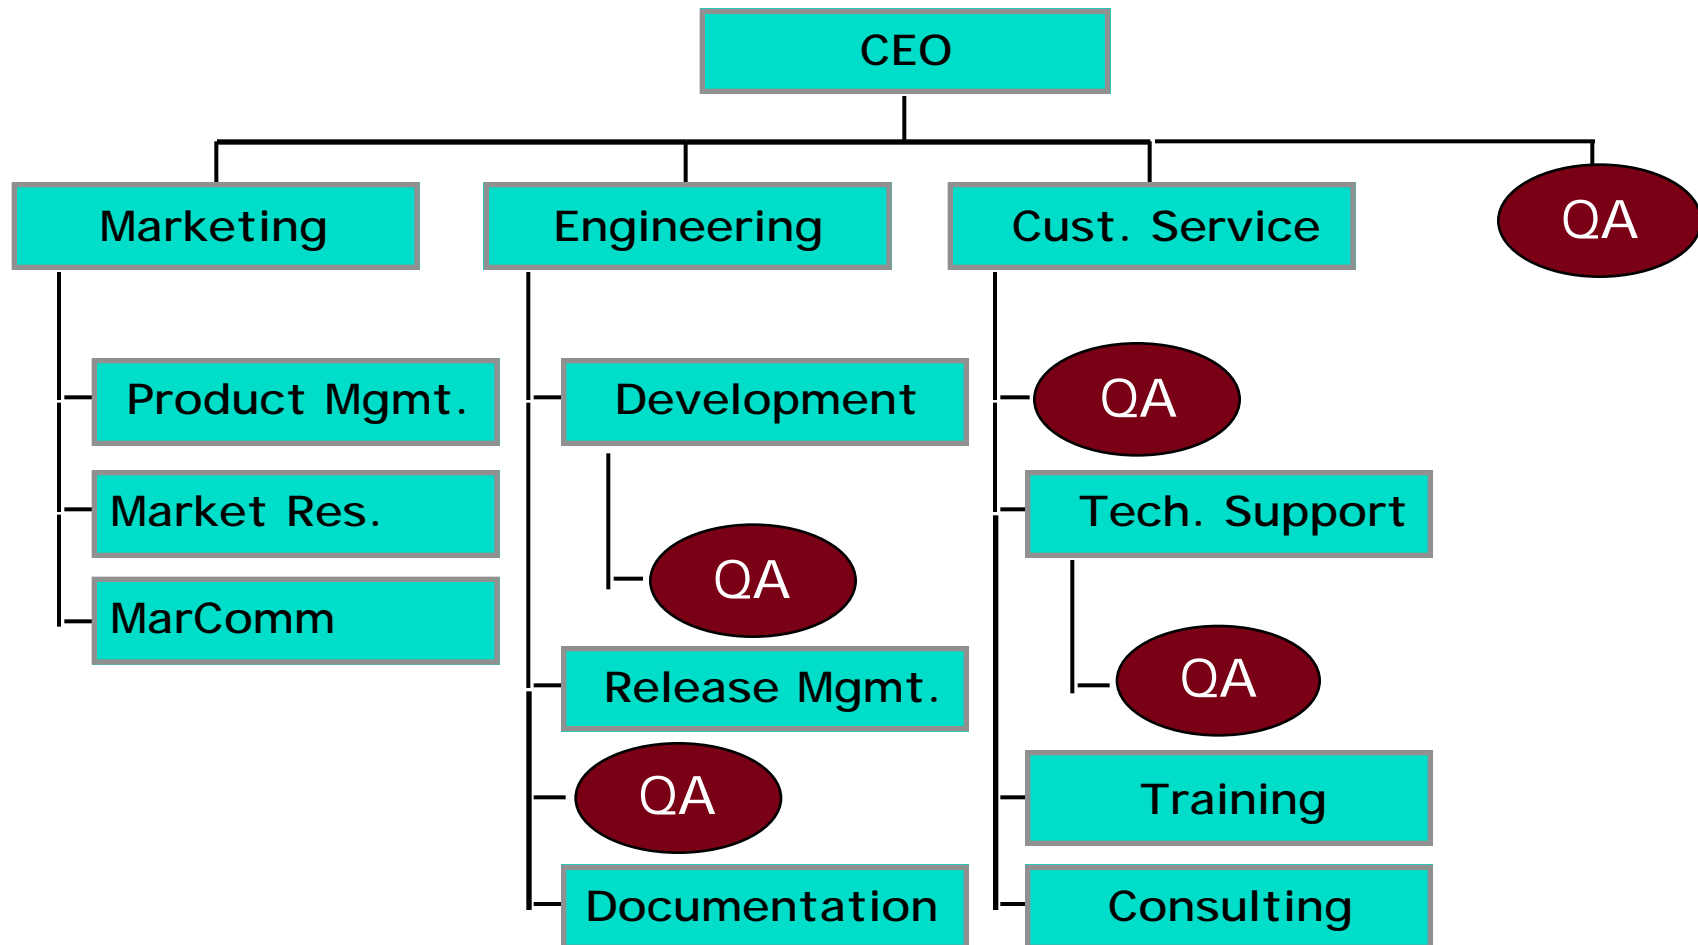 CEO
Marketing
Engineering
Cust. Service
QA
Product Mgmt.
Market Res.
MarComm
Development
QA
Release Mgmt.
QA
Documentation
QA
Tech. Support
QA
Training
Consulting